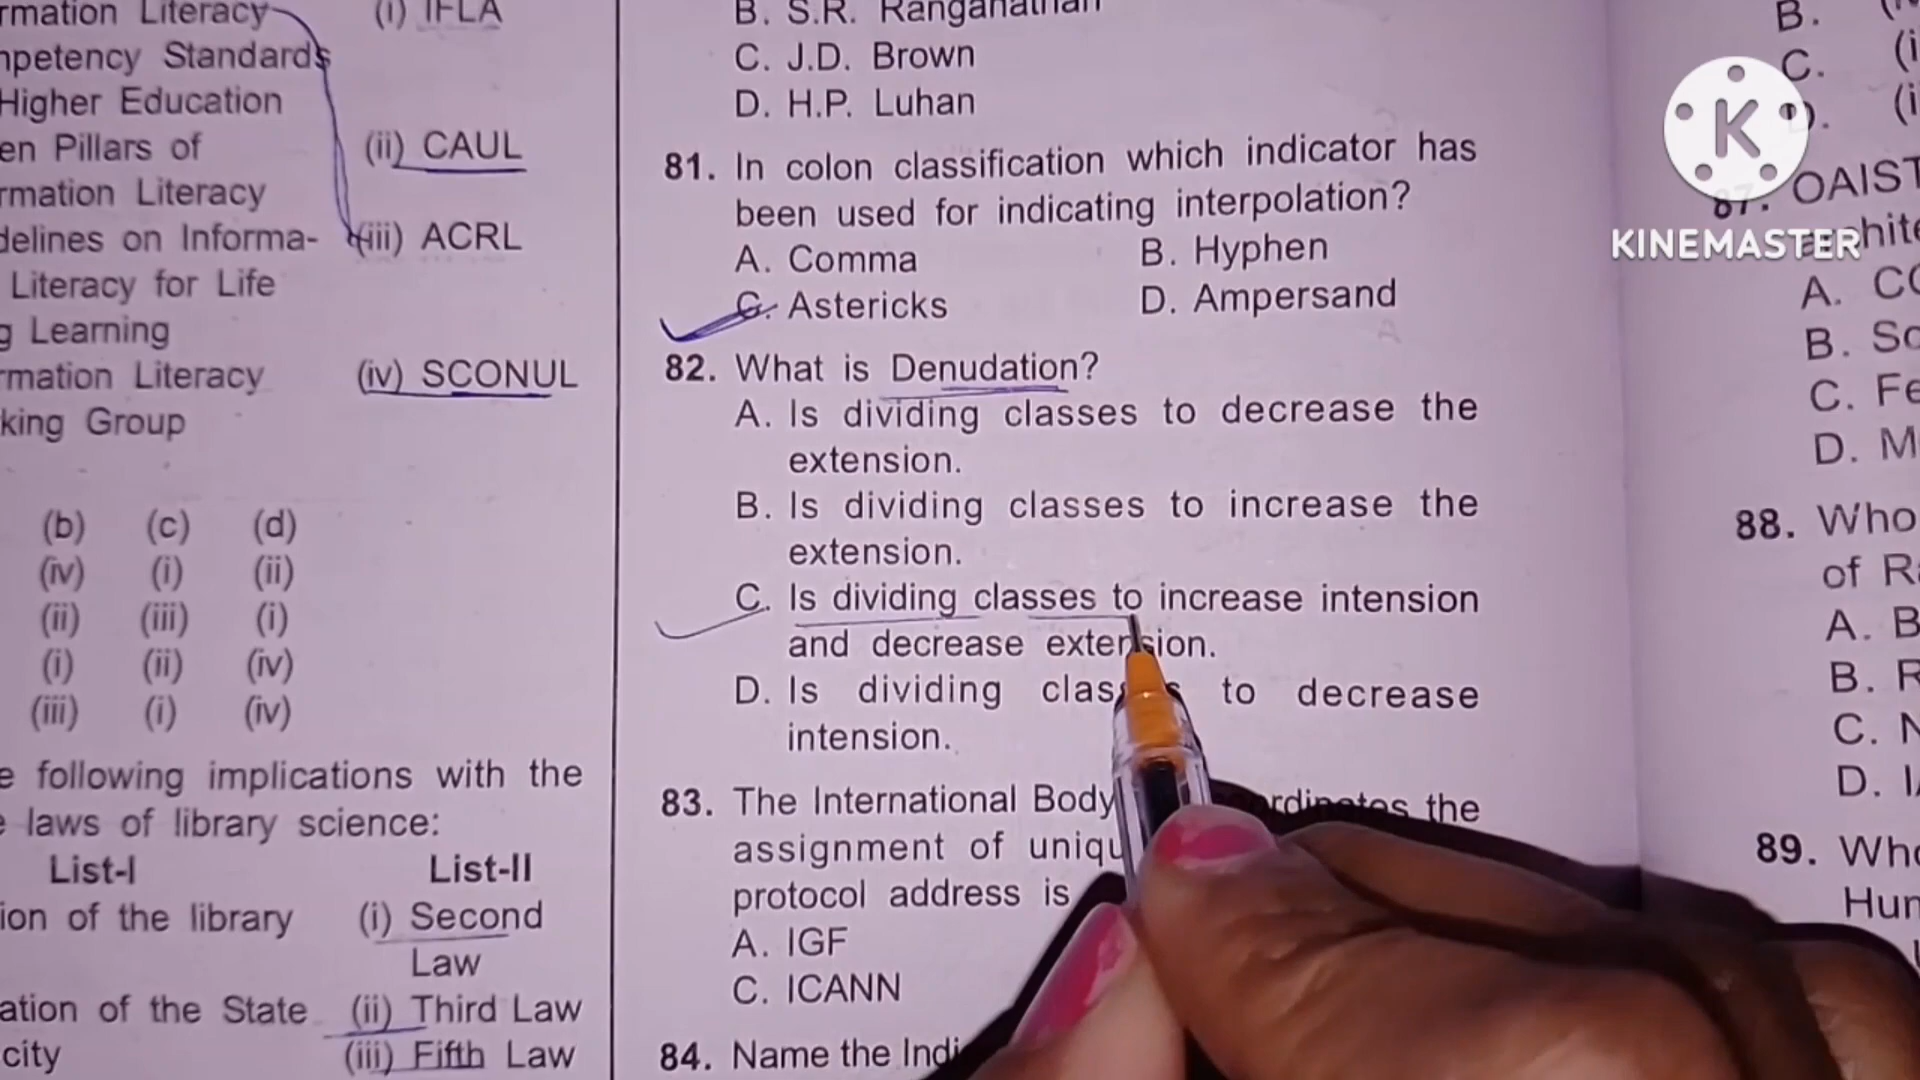 rmation Literacy (i) IFLA
mpetency Standards
Higher Education
en Pillars of (ii) CAUL
rmation Literacy
delines on Informa- (iii) ACRL
Literacy for Life
g Learning
rmation Literacy (iv) SCONUL
king Group
(b) (c) (d)
(iv) (i) (ii)
(ii) (iii) (i)
(i) (ii) (iv)
(iii) (i) (iv)
e following implications with the
e laws of library science:
List-I List-II
ion of the library (i) Second
Law
ation of the State (ii) Third Law
city (iii) Fifth Law
B. S.R. Ranganathan
C. J.D. Brown
D. H.P. Luhan
81. In colon classification which indicator has
been used for indicating interpolation?
A. Comma B. Hyphen
C. Astericks D. Ampersand
82. What is Denudation?
A. Is dividing classes to decrease the
extension.
B. Is dividing classes to increase the
extension.
C. Is dividing classes to increase intension
and decrease extension.
D. Is dividing classes to decrease
intension.
83. The International Body the
assignment of uniqu
protocol address is
A. IGF
C. ICANN
84. Name the Indi
B.
C. (i
D. (i
87. OAIST
A. CO
B. So
C. Fe
D. M
88. Who
of Ra
A. B
B. R
C. N
D. I
89. Who
Hun
K
KINEMASTER